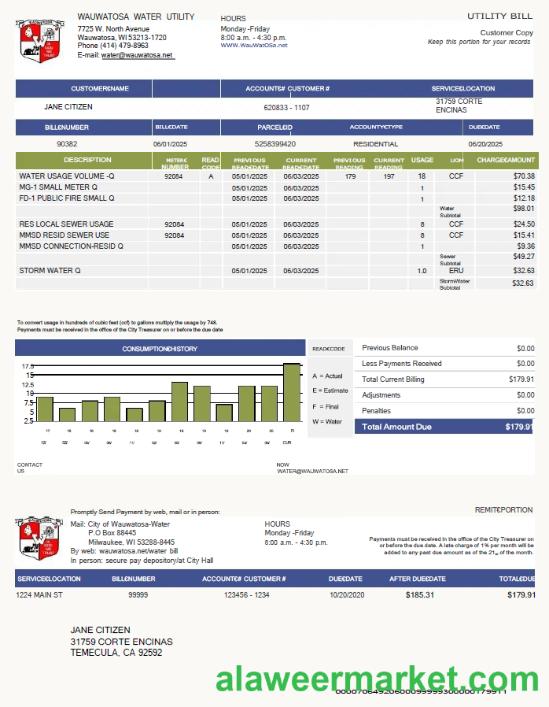 WAUWATOSA WATER UTILITY
7725 W. North Avenue
Wauwatosa, WI 53213-1720
Phone (414) 479-8963
E-mail: water@wauwatosa.net
HOURS
Monday -Friday
8:00 a.m. - 4:30 p.m.
WWW.WauWatOSa.net
UTILITY BILL
Customer Copy
Keep this portion for your records
CUSTOMERNAME ACCOUNT# CUSTOMER # SERVICELOCATION
JANE CITIZEN 620833 - 1107 31759 CORTE
ENCINAS
BILLNUMBER BILLDATE PARCELID ACCOUNTTYPE DUEDATE
90382 06/01/2025 5258399420 RESIDENTIAL 06/20/2025
DESCRIPTION METER# NUMBER READ CODE PREVIOUS READDATE CURRENT READDATE PREVIOUS READING CURRENT READING USAGE UOM CHARGEAMOUNT
WATER USAGE VOLUME -Q 92084 A 05/01/2025 06/03/2025 179 197 18 CCF $70.38
MG-1 SMALL METER Q 05/01/2025 06/03/2025 1 $15.45
FD-1 PUBLIC FIRE SMALL Q 05/01/2025 06/03/2025 1 $12.18
Water Subtotal $98.01
RES LOCAL SEWER USAGE 92084 05/01/2025 06/03/2025 8 CCF $24.50
MMSD RESID SEWER USE 92084 05/01/2025 06/03/2025 8 CCF $15.41
MMSD CONNECTION-RESID Q 05/01/2025 06/03/2025 1 $9.36
Sewer Subtotal $32.63
STORM WATER Q 05/01/2025 06/03/2025 1.0 ERU $32.63
StormWater Subtotal $32.63
$49.27
To convert usage in hundreds of cubic feet (ccf) to gallons multiply the usage by 748.
Payments must be received in the office of the City Treasurer on or before the due date
CONSUMPTIONHISTORY
17.5
15
12.5
10
7.5
5
2.5
CUR
READCODE
A = Actual
E = Estimate
F = Final
W = Water
Previous Balance $0.00
Less Payments Received $0.00
Total Current Billing $179.91
Adjustments $0.00
Penalties $0.00
Total Amount Due $179.91
CONTACT
US
NOW
WATER@WAUWATOSA.NET
Promptly Send Payment by web, mail or in person:
Mail: City of Wauwatosa-Water
P.O Box 88445
Milwaukee, WI 53288-8445
By web: wauwatosa.net/water bill
In person: secure pay depository/at City Hall
HOURS
Monday -Friday
8:00 a.m. - 4:30 p.m.
REMITEPORTION
Payments must be received in the office of the City Treasurer on
or before the due date. A late charge of 1% per month will be
added to any past due amount as of the 21st of the month.
SERVICELOCATION BILLNUMBER ACCOUNT# CUSTOMER # DUEDATE AFTER DUEDATE TOTALDUE
1224 MAIN ST 99999 123456 - 1234 10/20/2020 $185.31 $179.91
JANE CITIZEN
31759 CORTE ENCINAS
TEMECULA, CA 92592
alaweermarket.com